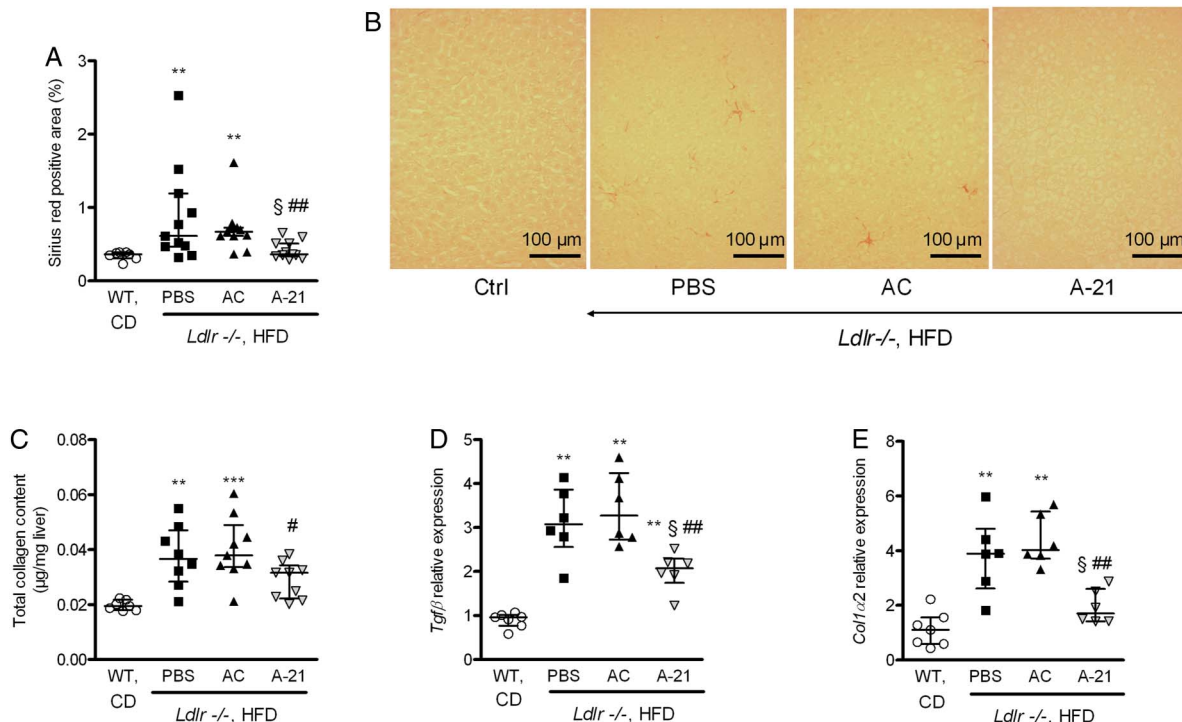 A
Sirius red positive area (%)
3
2
1
0
**
**
§ ##
WT,
CD
PBS
AC
A-21
Ldlr -/-, HFD
B
100 µm
100 µm
100 µm
100 µm
Ctrl
PBS
AC
A-21
Ldlr-/-, HFD
C
Total collagen content
(µg/mg liver)
0.08
0.06
0.04
0.02
0.00
**
***
#
WT,
CD
PBS
AC
A-21
Ldlr -/-, HFD
D
Tgfβ relative expression
5
4
3
2
1
0
**
**
** § ##
WT,
CD
PBS
AC
A-21
Ldlr -/-, HFD
E
Col1α2 relative expression
8
6
4
2
0
**
**
§ ##
WT,
CD
PBS
AC
A-21
Ldlr -/-, HFD